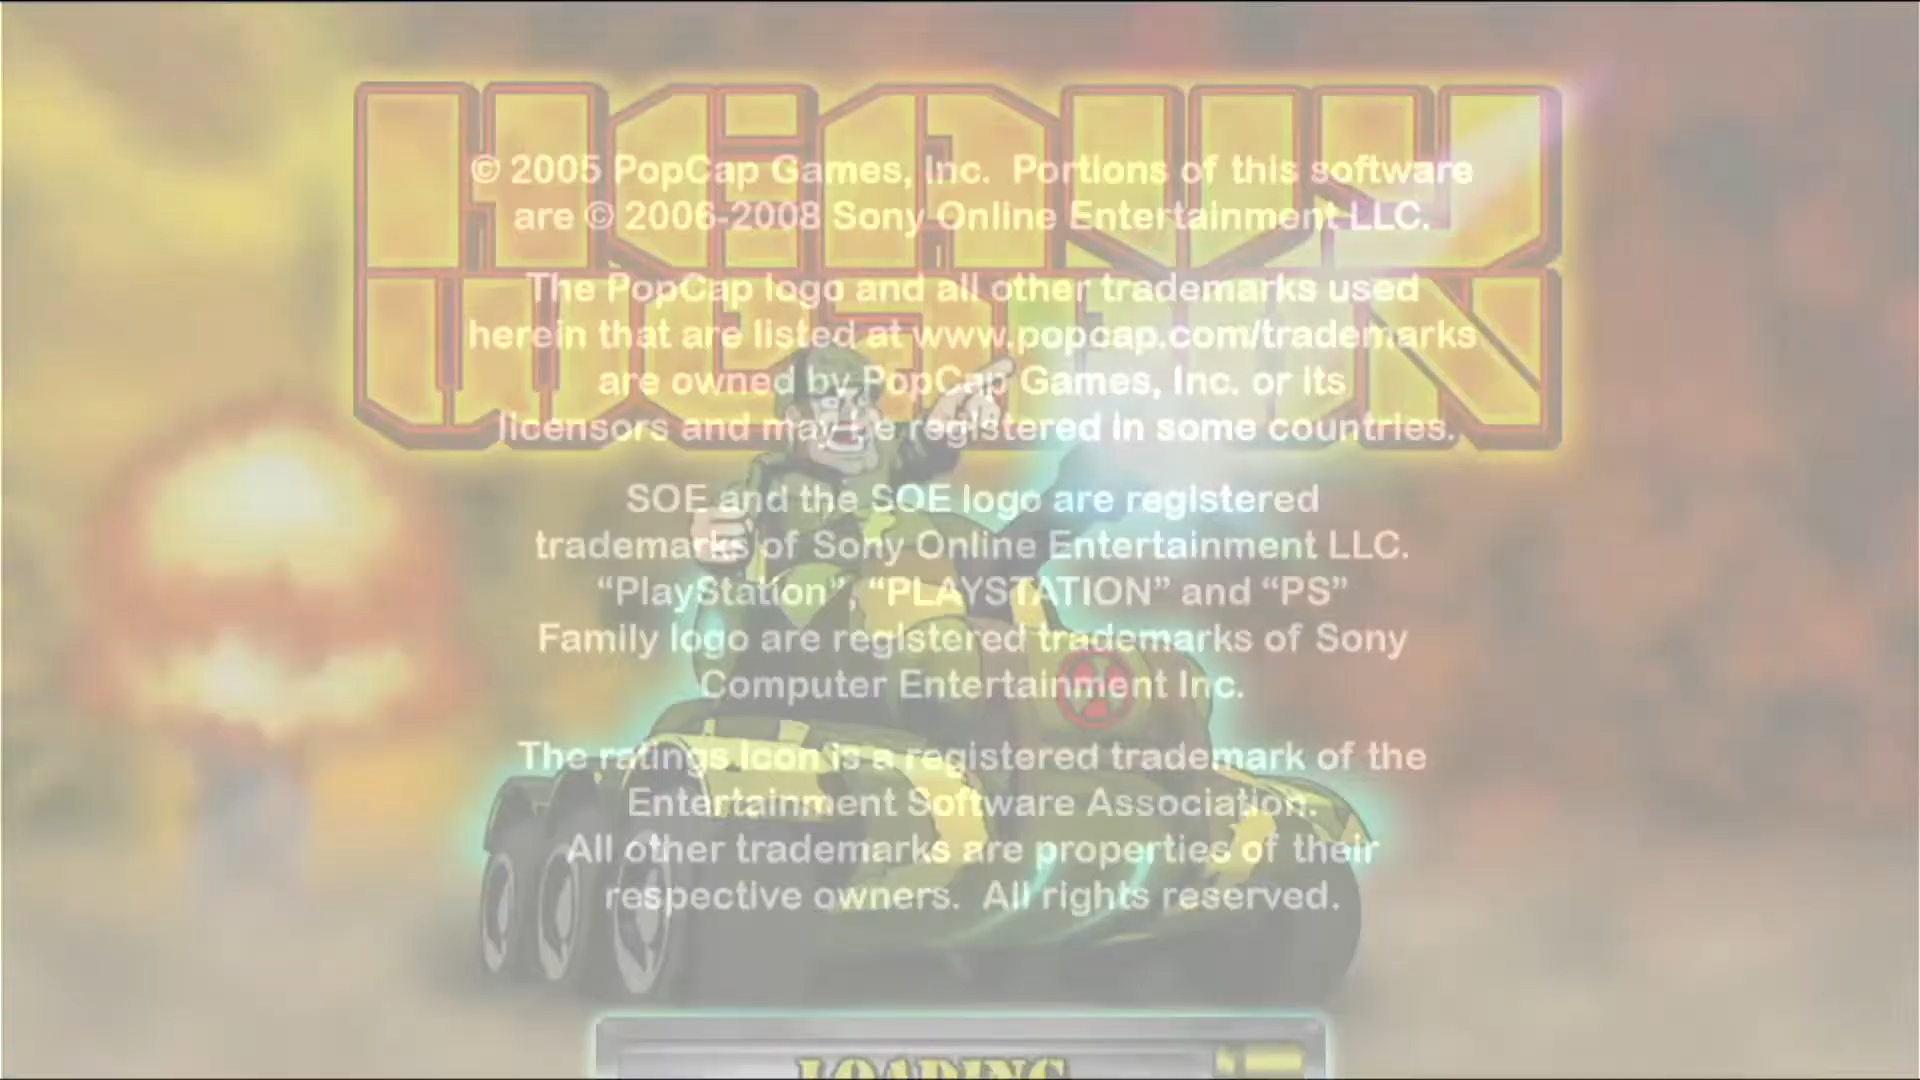 HEAVY
WEAPON
© 2005 PopCap Games, Inc.  Portions of this software
are © 2006-2008 Sony Online Entertainment LLC.
The PopCap logo and all other trademarks used
herein that are listed at www.popcap.com/trademarks
are owned by PopCap Games, Inc. or its
licensors and may be registered in some countries.
SOE and the SOE logo are registered
trademarks of Sony Online Entertainment LLC.
“PlayStation”, “PLAYSTATION” and “PS”
Family logo are registered trademarks of Sony
Computer Entertainment Inc.
The ratings icon is a registered trademark of the
Entertainment Software Association.
All other trademarks are properties of their
respective owners.  All rights reserved.
LOADING